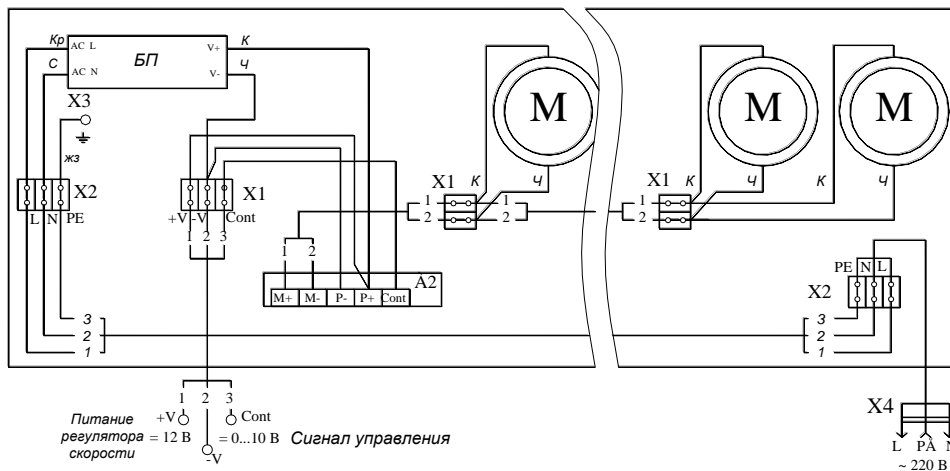 Кр AC L БП V+ К
С AC N V- Ч
X3
жз
X2
L N PE
X1
+V -V Cont
1 2 3
1 2
M+ M- P- P+ Cont
À2
M M M
К Ч К Ч К Ч
X1 X1
1 1 1
2 2 2
PE N L
X2
3 3
2 2
1 1
1 2 3
+V Cont
Питание
регулятора = 12 В = 0...10 В Сигнал управления
скорости -V
X4
L PÀ N
~ 220 В